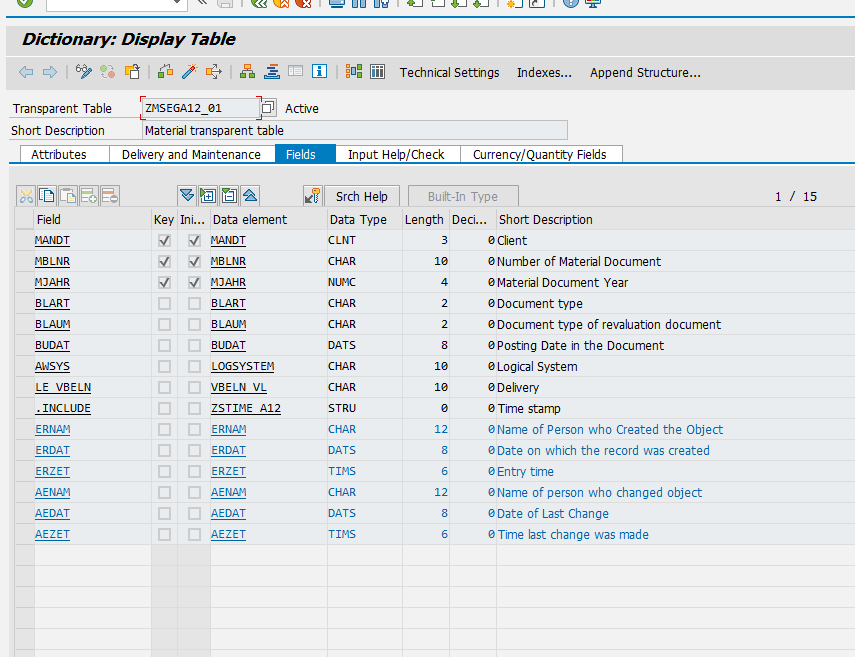 Dictionary: Display Table
Technical Settings Indexes... Append Structure...
Transparent Table ZMSEGA12_01 Active
Short Description Material transparent table
Attributes Delivery and Maintenance Fields Input Help/Check Currency/Quantity Fields
Srch Help Built-In Type 1 / 15
Field Key Ini... Data element Data Type Length Deci... Short Description
MANDT MANDT CLNT 3 0 Client
MBLNR MBLNR CHAR 10 0 Number of Material Document
MJAHR MJAHR NUMC 4 0 Material Document Year
BLART BLART CHAR 2 0 Document type
BLAUM BLAUM CHAR 2 0 Document type of revaluation document
BUDAT BUDAT DATS 8 0 Posting Date in the Document
AWSYS LOGSYSTEM CHAR 10 0 Logical System
LE_VBELN VBELN_VL CHAR 10 0 Delivery
.INCLUDE ZSTIME_A12 STRU 0 0 Time stamp
ERNAM ERNAM CHAR 12 0 Name of Person who Created the Object
ERDAT ERDAT DATS 8 0 Date on which the record was created
ERZET ERZET TIMS 6 0 Entry time
AENAM AENAM CHAR 12 0 Name of person who changed object
AEDAT AEDAT DATS 8 0 Date of Last Change
AEZET AEZET TIMS 6 0 Time last change was made